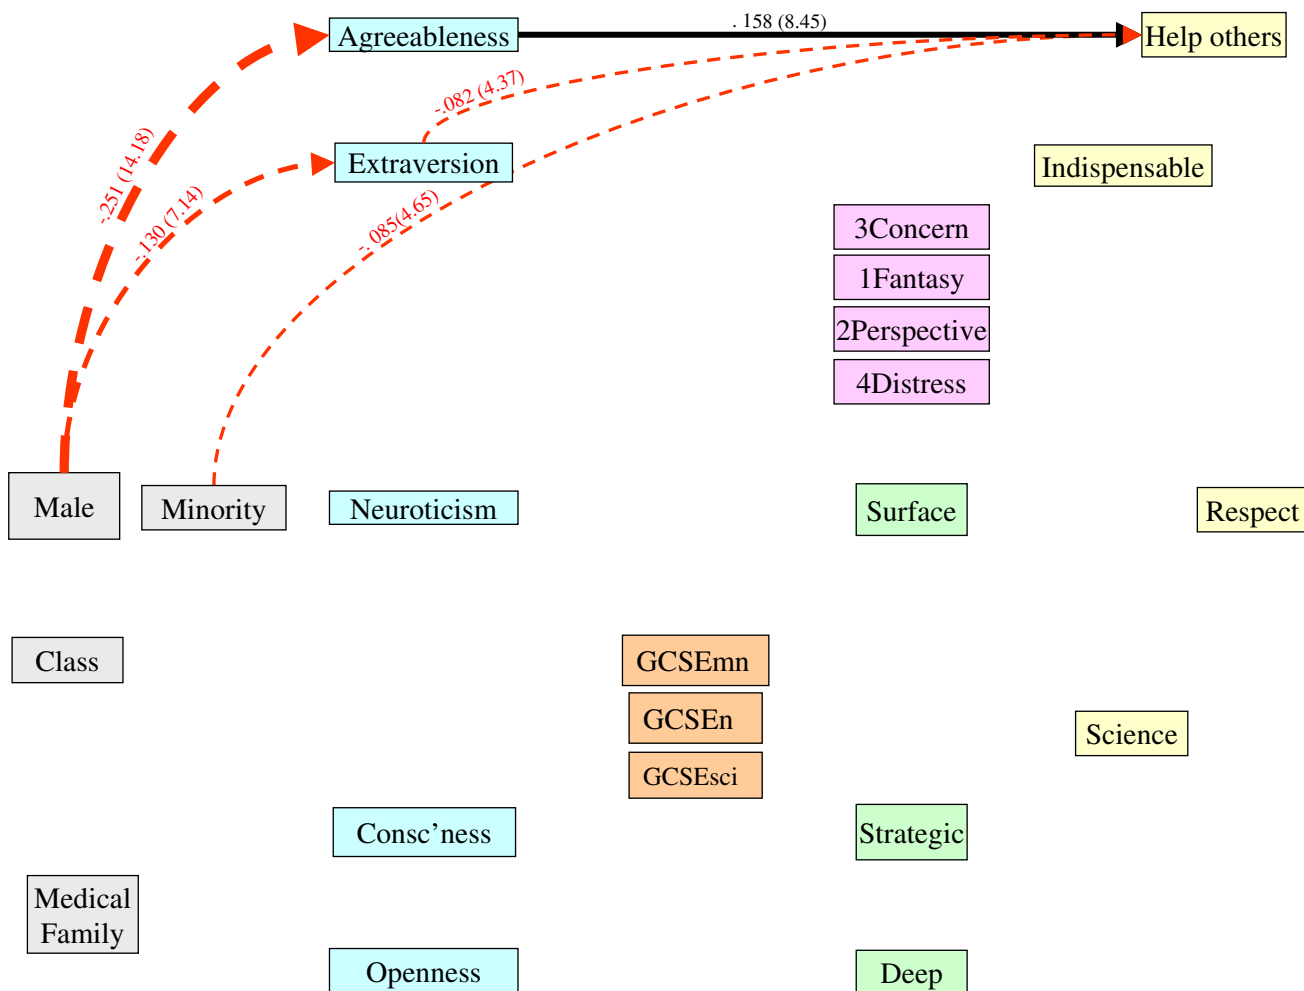 Agreeableness
. 158 (8.45)
Help others
-.082 (4.37)
-.251 (14.18)
-.130 (7.14)
Extraversion
-. 085(4.65)
Indispensable
3Concern
1Fantasy
2Perspective
4Distress
Male
Minority
Neuroticism
Surface
Respect
Class
GCSEmn
GCSEn
Science
GCSEsci
Consc’ness
Strategic
Medical
Family
Openness
Deep